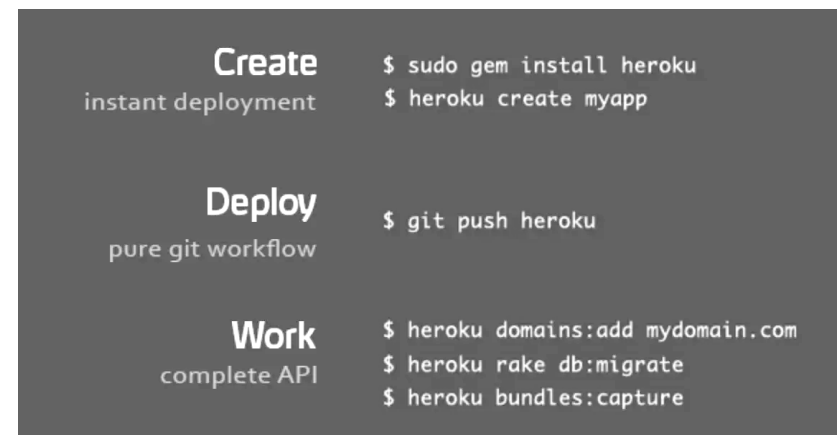 Create
instant deployment
$ sudo gem install heroku
$ heroku create myapp
Deploy
pure git workflow
$ git push heroku
Work
complete API
$ heroku domains:add mydomain.com
$ heroku rake db:migrate
$ heroku bundles:capture